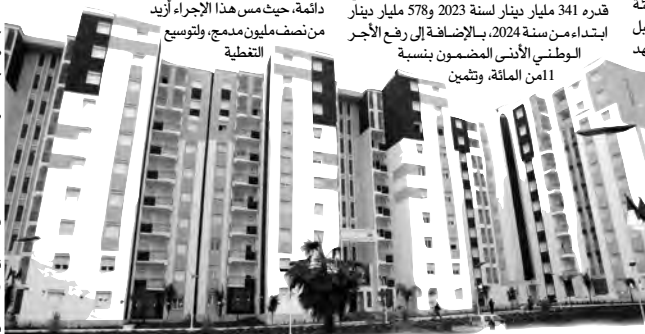 قدره 341 مليار دينار لسنة 2023 و578 مليار دينار
ابتداء من سنة 2024، بالإضافة إلى رفع الأجر
الوطني الأدنى المضمون بنسبة
11من المائة، وتثمين
دائمة، حيث مس هذا الإجراء أزيد
من نصف مليون مدمج، ولتوسيع
التغطية